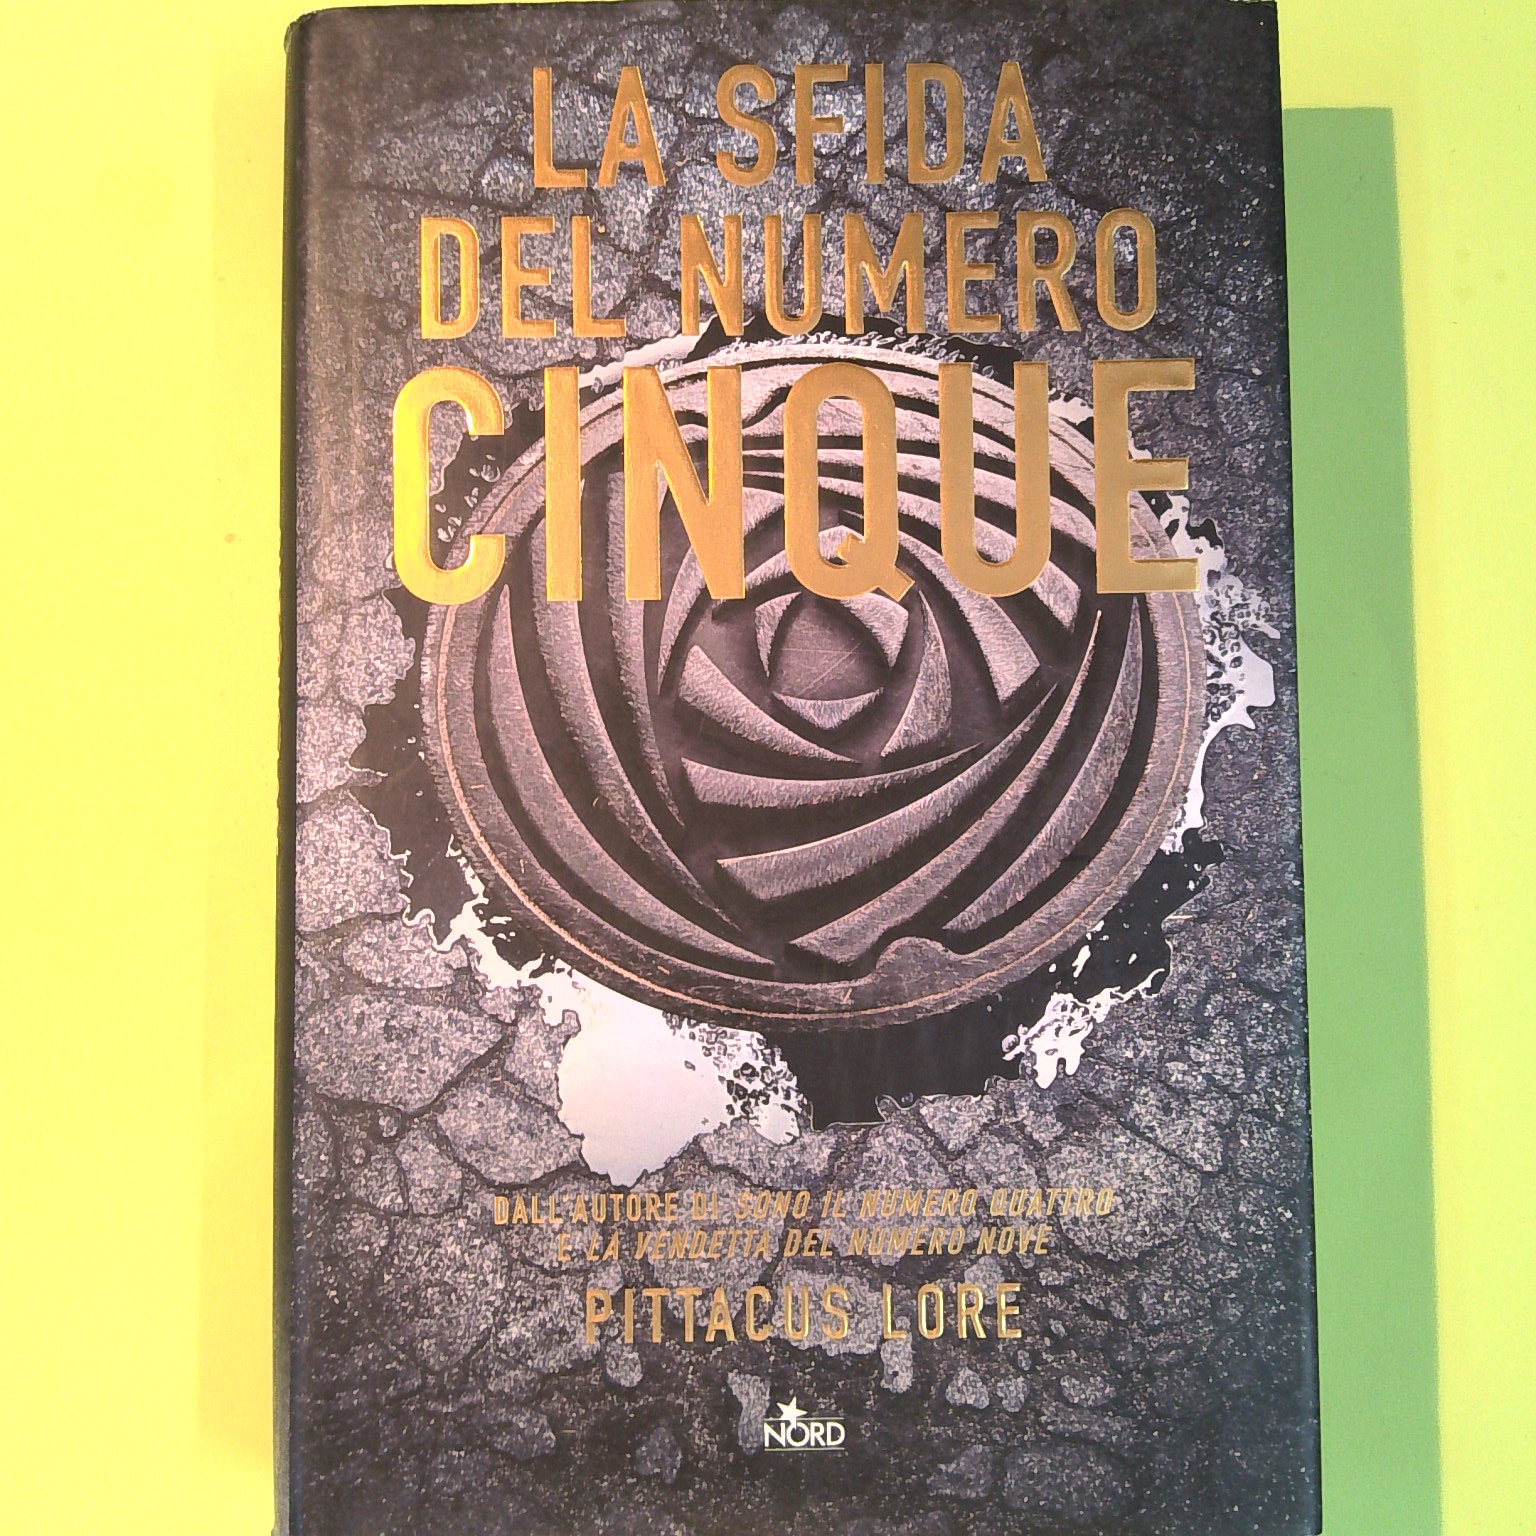 LA SFIDA
DEL NUMERO
CINQUE
DALL'AUTORE DI SONO IL NUMERO QUATTRO
E LA VENDETTA DEL NUMERO NOVE
PITTACUS LORE
NORD